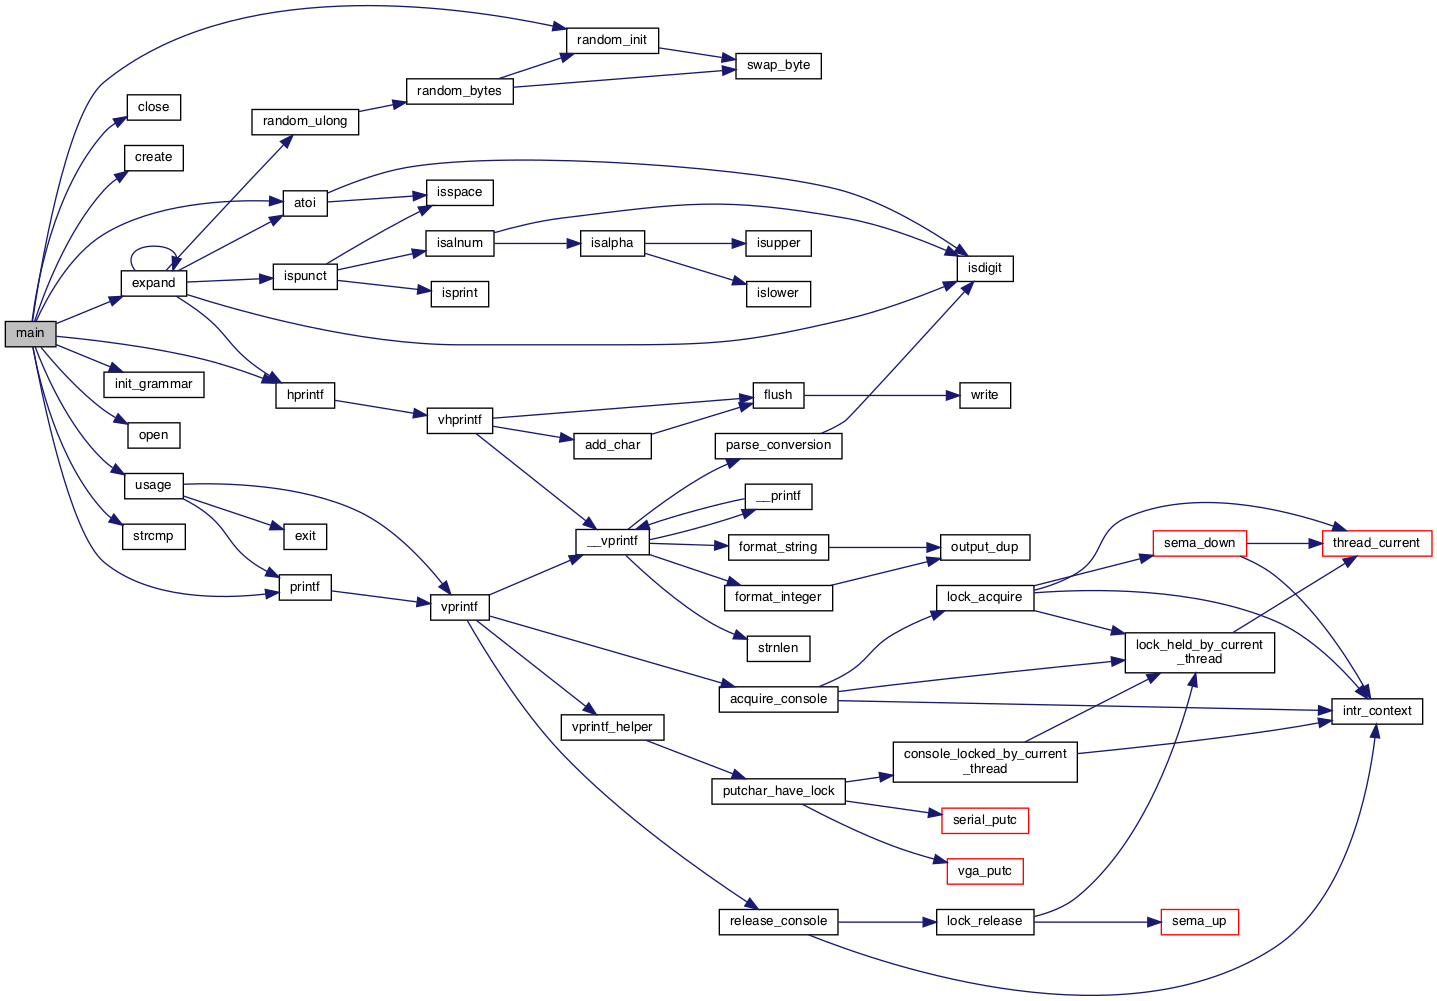 random_init
swap_byte
random_bytes
close
random_ulong
create
isspace
atoi
isalnum
isalpha
isupper
isdigit
ispunct
expand
isprint
islower
main
init_grammar
hprintf
flush
write
vhprintf
open
add_char
parse_conversion
usage
__printf
strcmp
exit
__vprintf
format_string
output_dup
sema_down
thread_current
printf
vprintf
format_integer
lock_acquire
strnlen
lock_held_by_current
_thread
acquire_console
intr_context
vprintf_helper
console_locked_by_current
_thread
putchar_have_lock
serial_putc
vga_putc
release_console
lock_release
sema_up